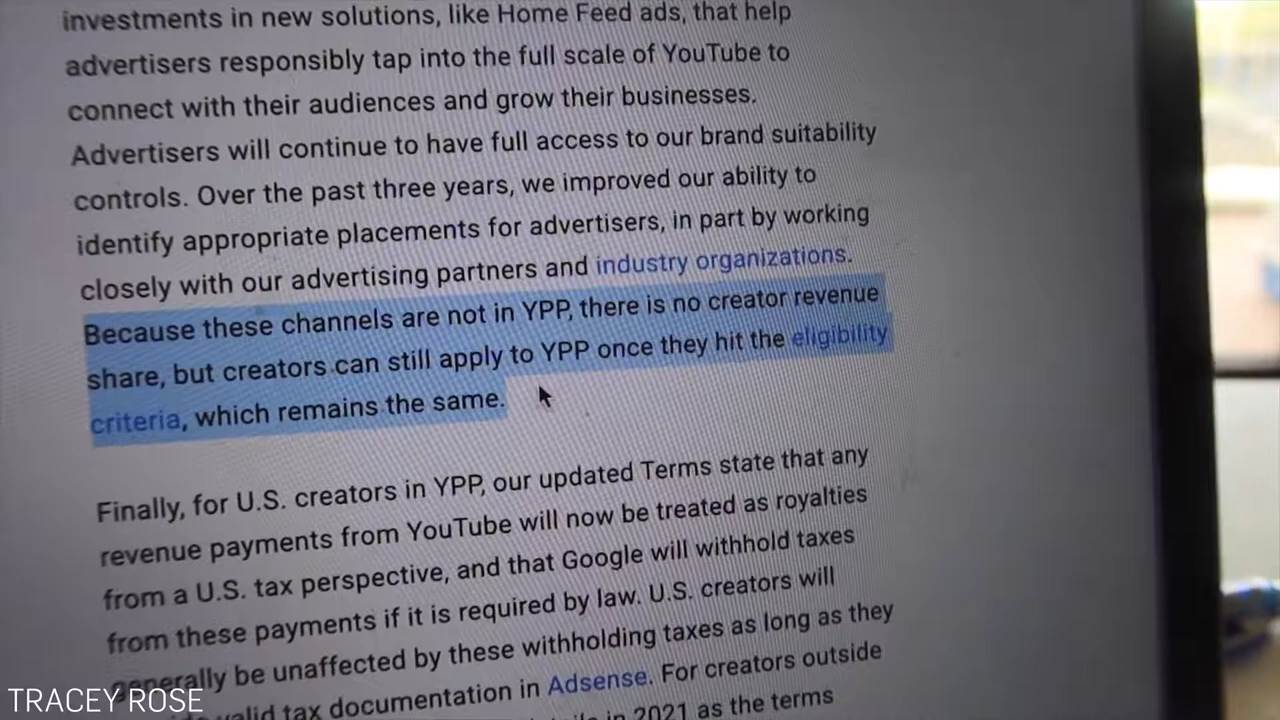 investments in new solutions, like Home Feed ads, that help
advertisers responsibly tap into the full scale of YouTube to
connect with their audiences and grow their businesses.
Advertisers will continue to have full access to our brand suitability
controls. Over the past three years, we improved our ability to
identify appropriate placements for advertisers, in part by working
closely with our advertising partners and industry organizations.
Because these channels are not in YPP, there is no creator revenue
share, but creators can still apply to YPP once they hit the eligibility
criteria, which remains the same.
Finally, for U.S. creators in YPP, our updated Terms state that any
revenue payments from YouTube will now be treated as royalties
from a U.S. tax perspective, and that Google will withhold taxes
from these payments if it is required by law. U.S. creators will
generally be unaffected by these withholding taxes as long as they
valid tax documentation in Adsense. For creators outside
in 2021 as the terms
TRACEY ROSE